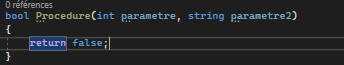 0 références
bool Procedure(int parametre, string parametre2)
{
return false;
}